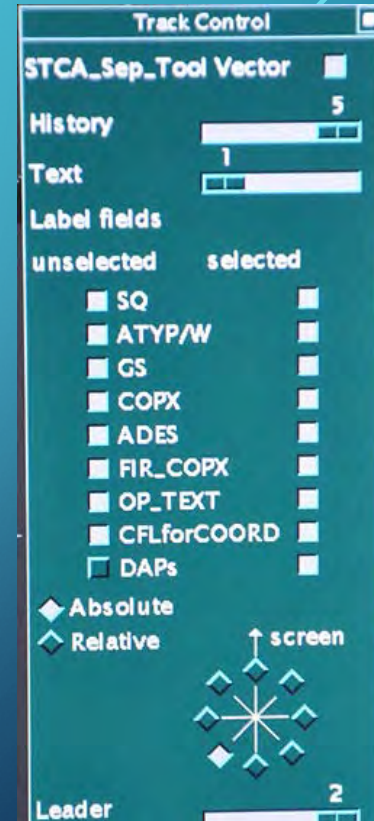 Track Control
STCA_Sep_Tool Vector
5
History
1
Text
Label fields
unselected selected
SQ
ATYP/W
GS
COPX
ADES
FIR_COPX
OP_TEXT
CFLforCOORD
DAPs
Absolute
Relative
screen
2
Leader